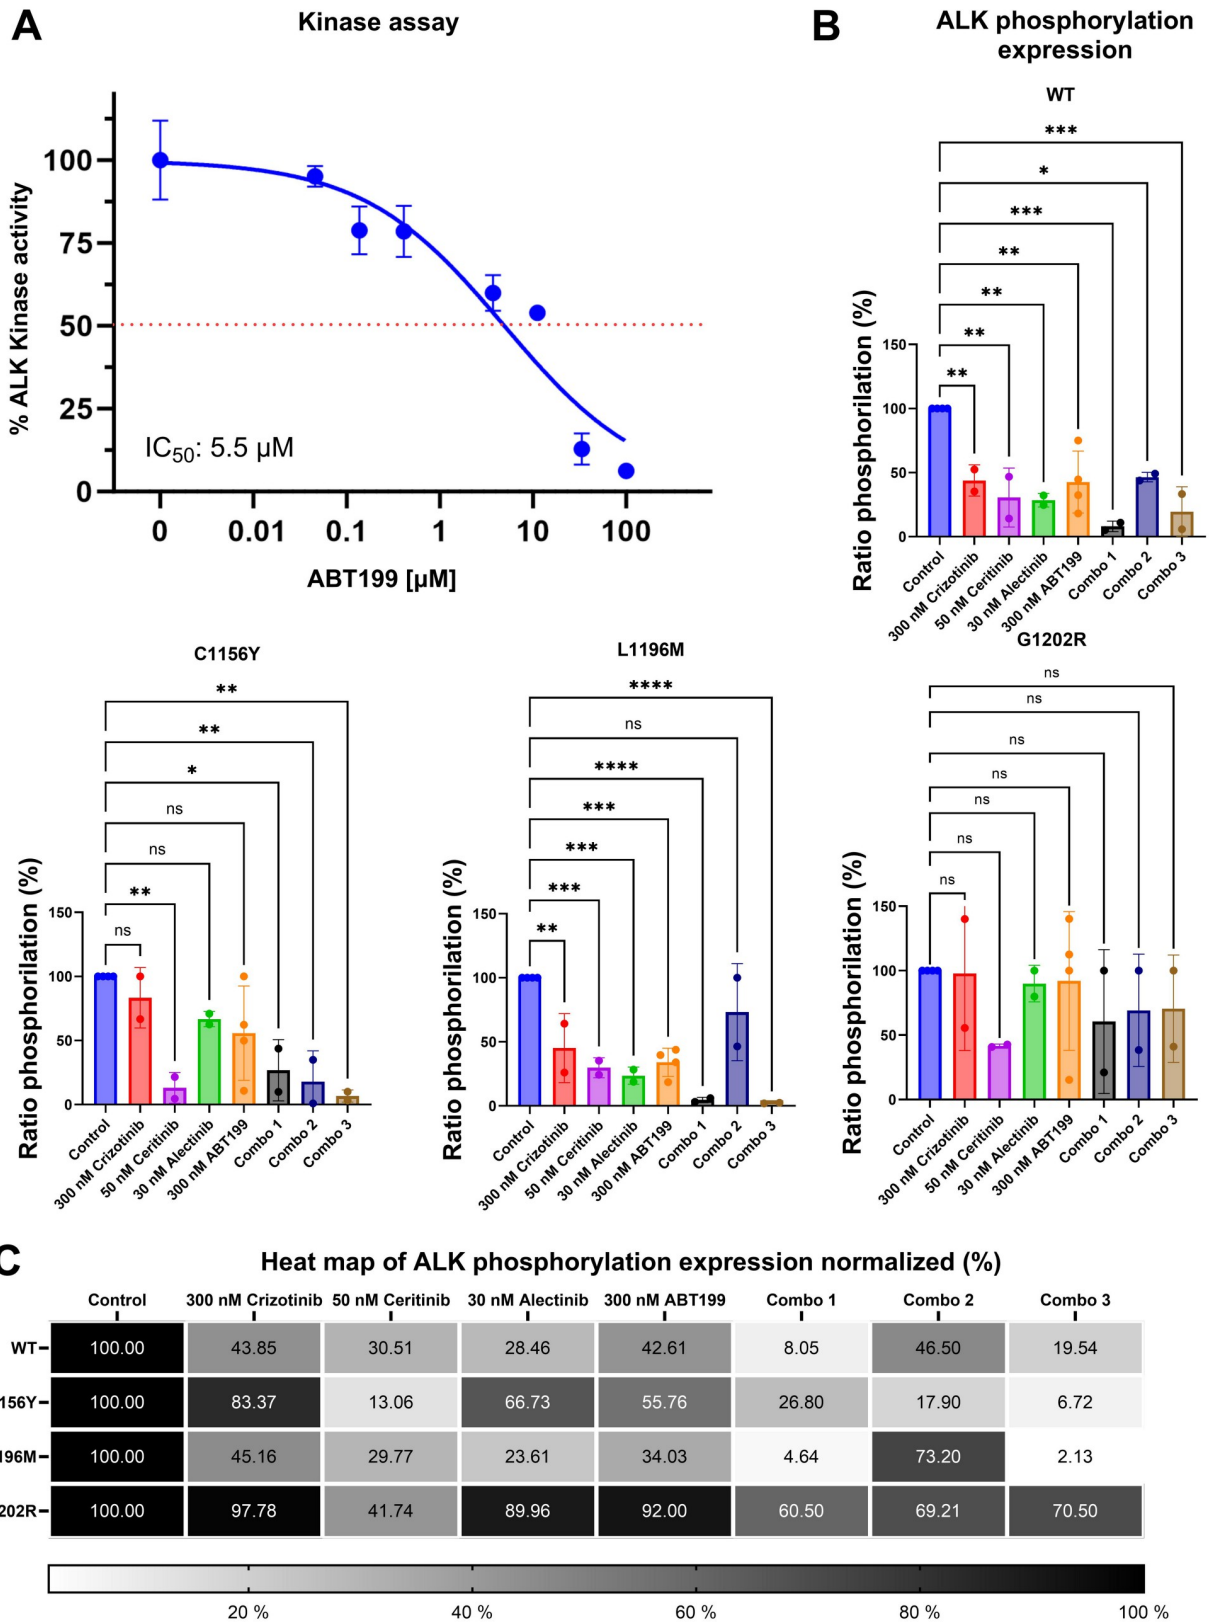 A
Kinase assay
% ALK Kinase activity
100
75
50
25
0
IC50: 5.5 µM
0
0.01
0.1
1
10
100
ABT199 [µM]
B
ALK phosphorylation
expression
WT
***
*
***
**
**
**
**
Ratio phosphorilation (%)
150
100
50
0
Control
300 nM Crizotinib
50 nM Ceritinib
30 nM Alectinib
300 nM ABT199
Combo 1
Combo 2
Combo 3
C1156Y
**
**
*
ns
ns
**
ns
Ratio phosphorilation (%)
150
100
50
0
Control
300 nM Crizotinib
50 nM Ceritinib
30 nM Alectinib
300 nM ABT199
Combo 1
Combo 2
Combo 3
L1196M
****
ns
****
***
***
***
**
Ratio phosphorilation (%)
150
100
50
0
Control
300 nM Crizotinib
50 nM Ceritinib
30 nM Alectinib
300 nM ABT199
Combo 1
Combo 2
Combo 3
G1202R
ns
ns
ns
ns
ns
ns
ns
Ratio phosphorilation (%)
150
100
50
0
Control
300 nM Crizotinib
50 nM Ceritinib
30 nM Alectinib
300 nM ABT199
Combo 1
Combo 2
Combo 3
C
Heat map of ALK phosphorylation expression normalized (%)
Control 300 nM Crizotinib 50 nM Ceritinib 30 nM Alectinib 300 nM ABT199 Combo 1 Combo 2 Combo 3
WT 100.00 43.85 30.51 28.46 42.61 8.05 46.50 19.54
156Y 100.00 83.37 13.06 66.73 55.76 26.80 17.90 6.72
196M 100.00 45.16 29.77 23.61 34.03 4.64 73.20 2.13
202R 100.00 97.78 41.74 89.96 92.00 60.50 69.21 70.50
20 % 40 % 60 % 80 % 100 %